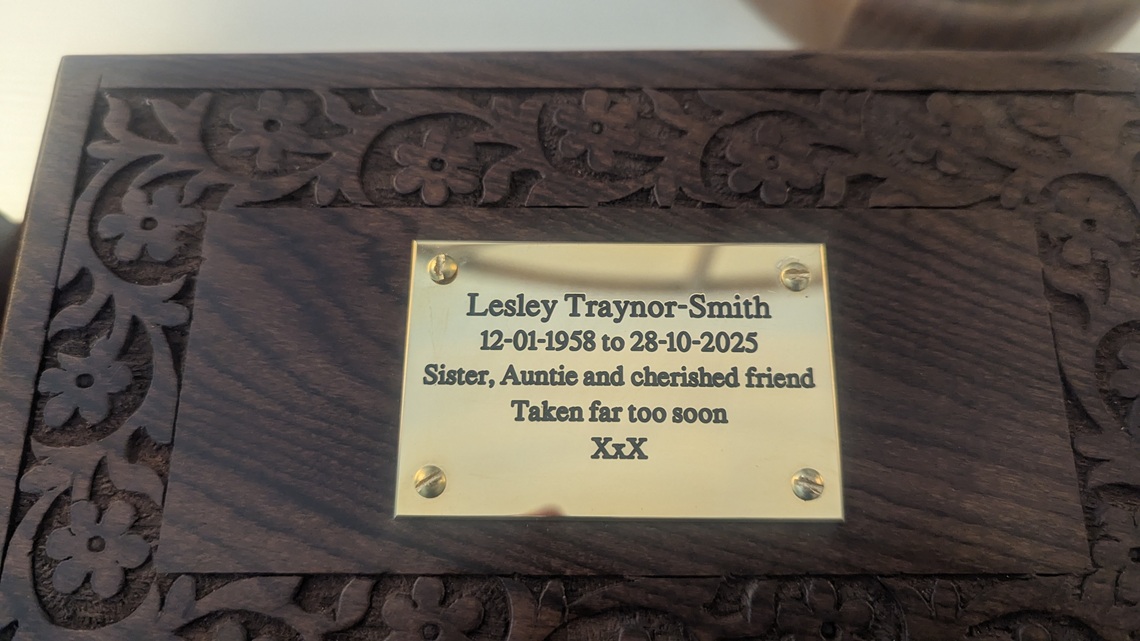 Lesley Traynor-Smith
12-01-1958 to 28-10-2025
Sister, Auntie and cherished friend
Taken far too soon
XxX